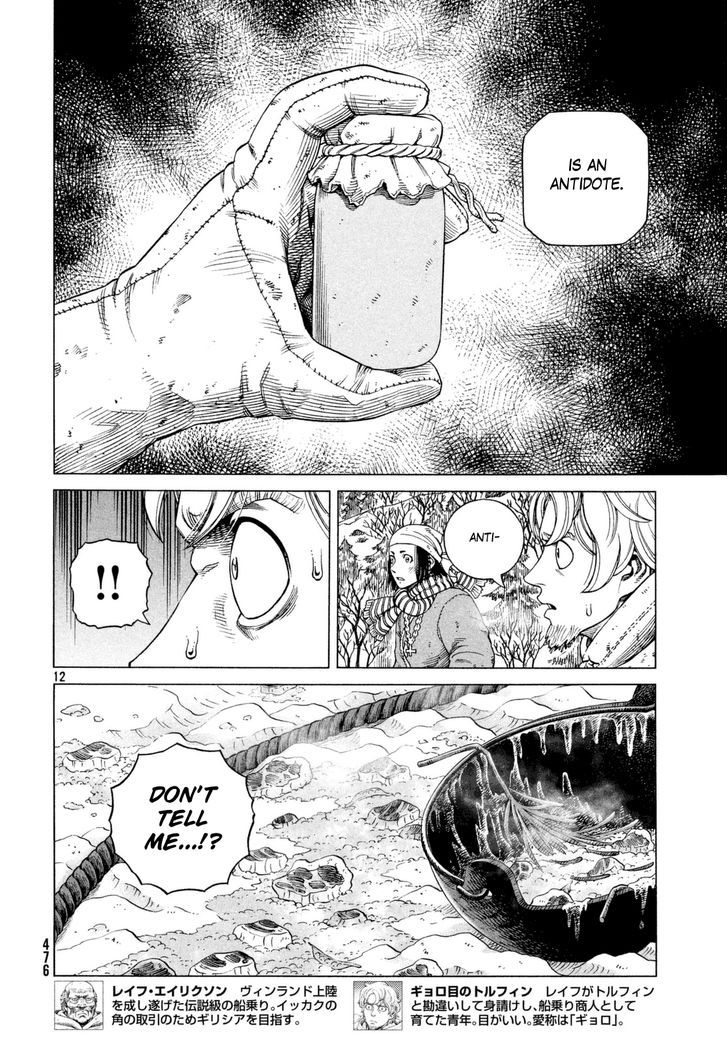 IS AN
ANTIDOTE.
ANTI-
!!
12
DON'T
TELL
ME...!?
476
レイフ・エイリクソン ヴィンランド上陸
を成し遂げた伝説級の船乗り。イッカクの
角の取引のためギリシアを目指す。
ギョロ目のトルフィン レイフがトルフィン
と勘違いして身請けし、船乗り商人として
育てた青年。目がいい。愛称は「ギョロ」。